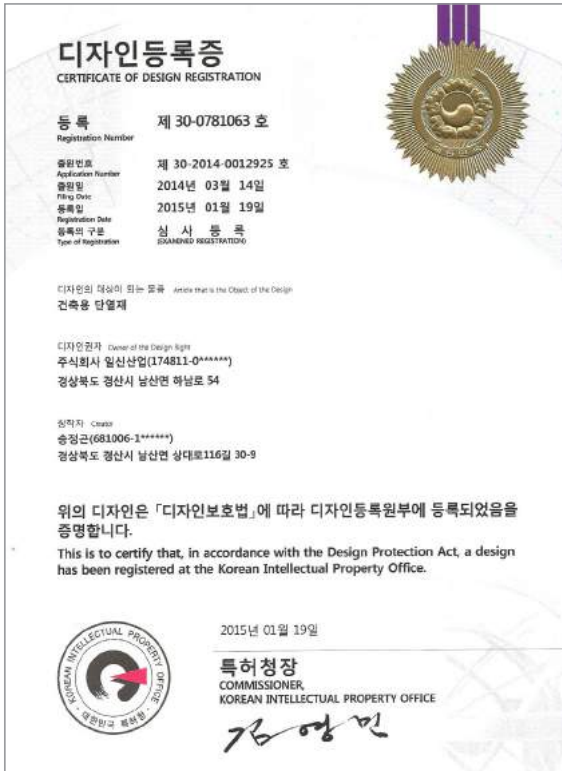 디자인등록증
CERTIFICATE OF DESIGN REGISTRATION
등 록 제 30-0781063 호
Registration Number
출원번호 제 30-2014-0012925 호
Application Number
출원일 2014년 03월 14일
Filing Date
등록일 2015년 01월 19일
Registration Date
등록의 구분 심 사 등 록
Type of Registration (EXAMINED REGISTRATION)
디자인의 대상이 되는 물품 Article that is the Object of the Design
건축용 단열재
디자인권자 Owner of the Design Right
주식회사 일신산업(174811-0******)
경상북도 경산시 남산면 하남로 54
창작자 Creator
송정근(681006-1******)
경상북도 경산시 남산면 상대로116길 30-9
위의 디자인은 「디자인보호법」에 따라 디자인등록원부에 등록되었음을
증명합니다.
This is to certify that, in accordance with the Design Protection Act, a design
has been registered at the Korean Intellectual Property Office.
2015년 01월 19일
특허청장
COMMISSIONER,
KOREAN INTELLECTUAL PROPERTY OFFICE
김영민
KOREAN INTELLECTUAL PROPERTY OFFICE
대한민국 특허청